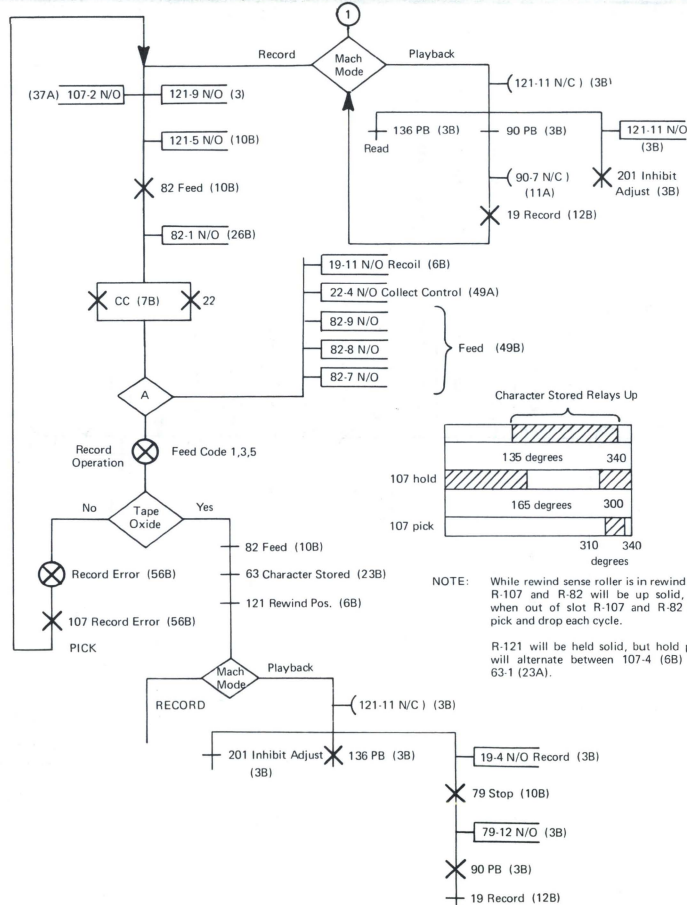 1
Record
Mach
Mode
Playback
(121-11 N/C) (3B)
(37A) 107-2 N/O
121-9 N/O (3)
136 PB (3B)
90 PB (3B)
121-11 N/O
(3B)
Read
121-5 N/O (10B)
(90-7 N/C)
(11A)
201 Inhibit
Adjust (3B)
82 Feed (10B)
19 Record (12B)
82-1 N/O (26B)
19-11 N/O Recoil (6B)
CC (7B)
22
22-4 N/O Collect Control (49A)
82-9 N/O
82-8 N/O
Feed (49B)
82-7 N/O
A
Character Stored Relays Up
Record
Operation
Feed Code 1,3,5
135 degrees 340
107 hold
No
Tape
Oxide
Yes
165 degrees 300
107 pick
82 Feed (10B)
310 340
degrees
Record Error (56B)
63 Character Stored (23B)
NOTE: While rewind sense roller is in rewind
R-107 and R-82 will be up solid,
when out of slot R-107 and R-82
pick and drop each cycle.
107 Record Error (56B)
121 Rewind Pos. (6B)
PICK
R-121 will be held solid, but hold
will alternate between 107-4 (6B)
63-1 (23A).
Mach
Mode
Playback
RECORD
(121-11 N/C) (3B)
201 Inhibit Adjust
(3B)
136 PB (3B)
19-4 N/O Record (3B)
79 Stop (10B)
79-12 N/O (3B)
90 PB (3B)
19 Record (12B)